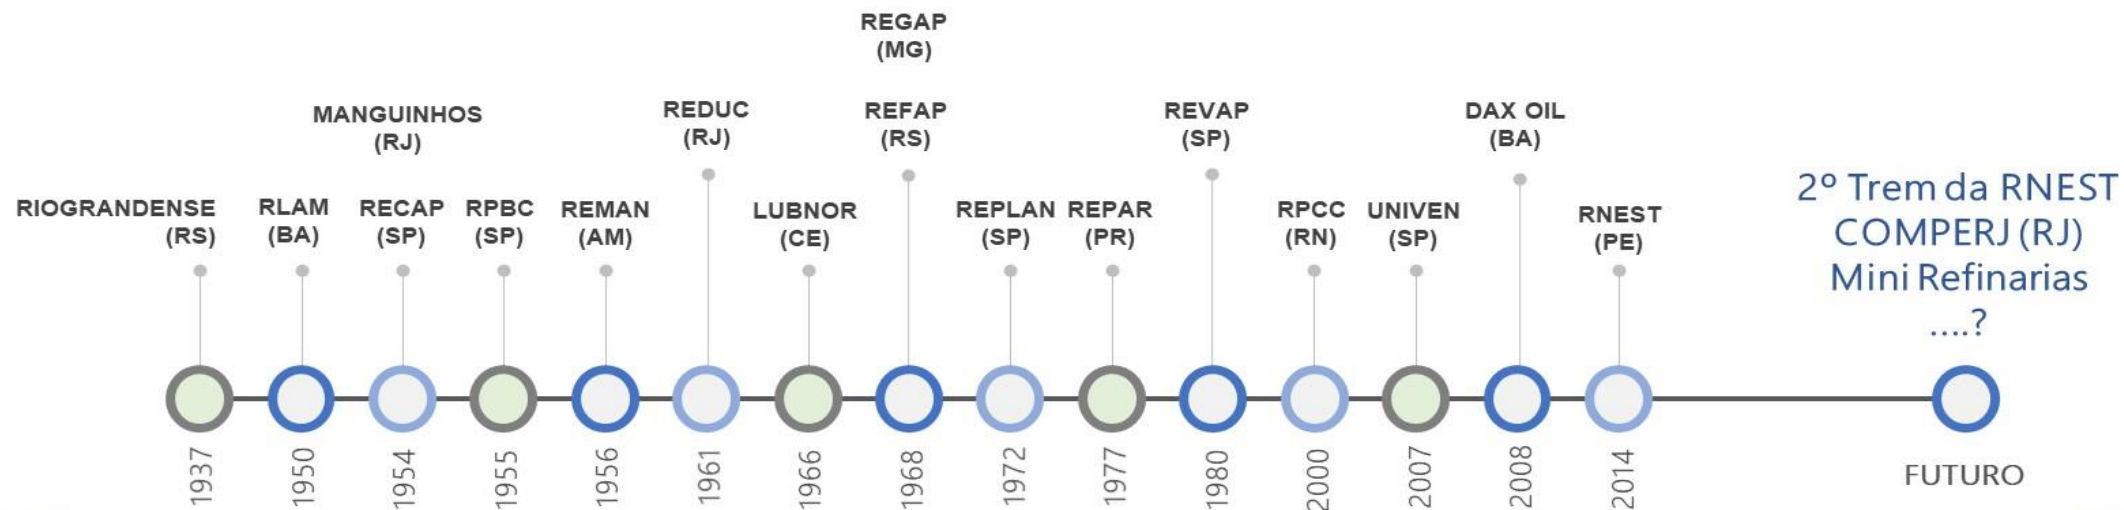 REGAP
(MG)
MANGUINHOS
(RJ)
REDUC
(RJ)
REFAP
(RS)
REVAP
(SP)
DAX OIL
(BA)
RIOGRANDENSE
(RS)
RLAM
(BA)
RECAP
(SP)
RPBC
(SP)
REMAN
(AM)
LUBNOR
(CE)
REPLAN
(SP)
REPAR
(PR)
RPCC
(RN)
UNIVEN
(SP)
RNEST
(PE)
2º Trem da RNEST
COMPERJ (RJ)
Mini Refinarias
....?
1937
1950
1954
1955
1956
1961
1966
1968
1972
1977
1980
2000
2007
2008
2014
FUTURO